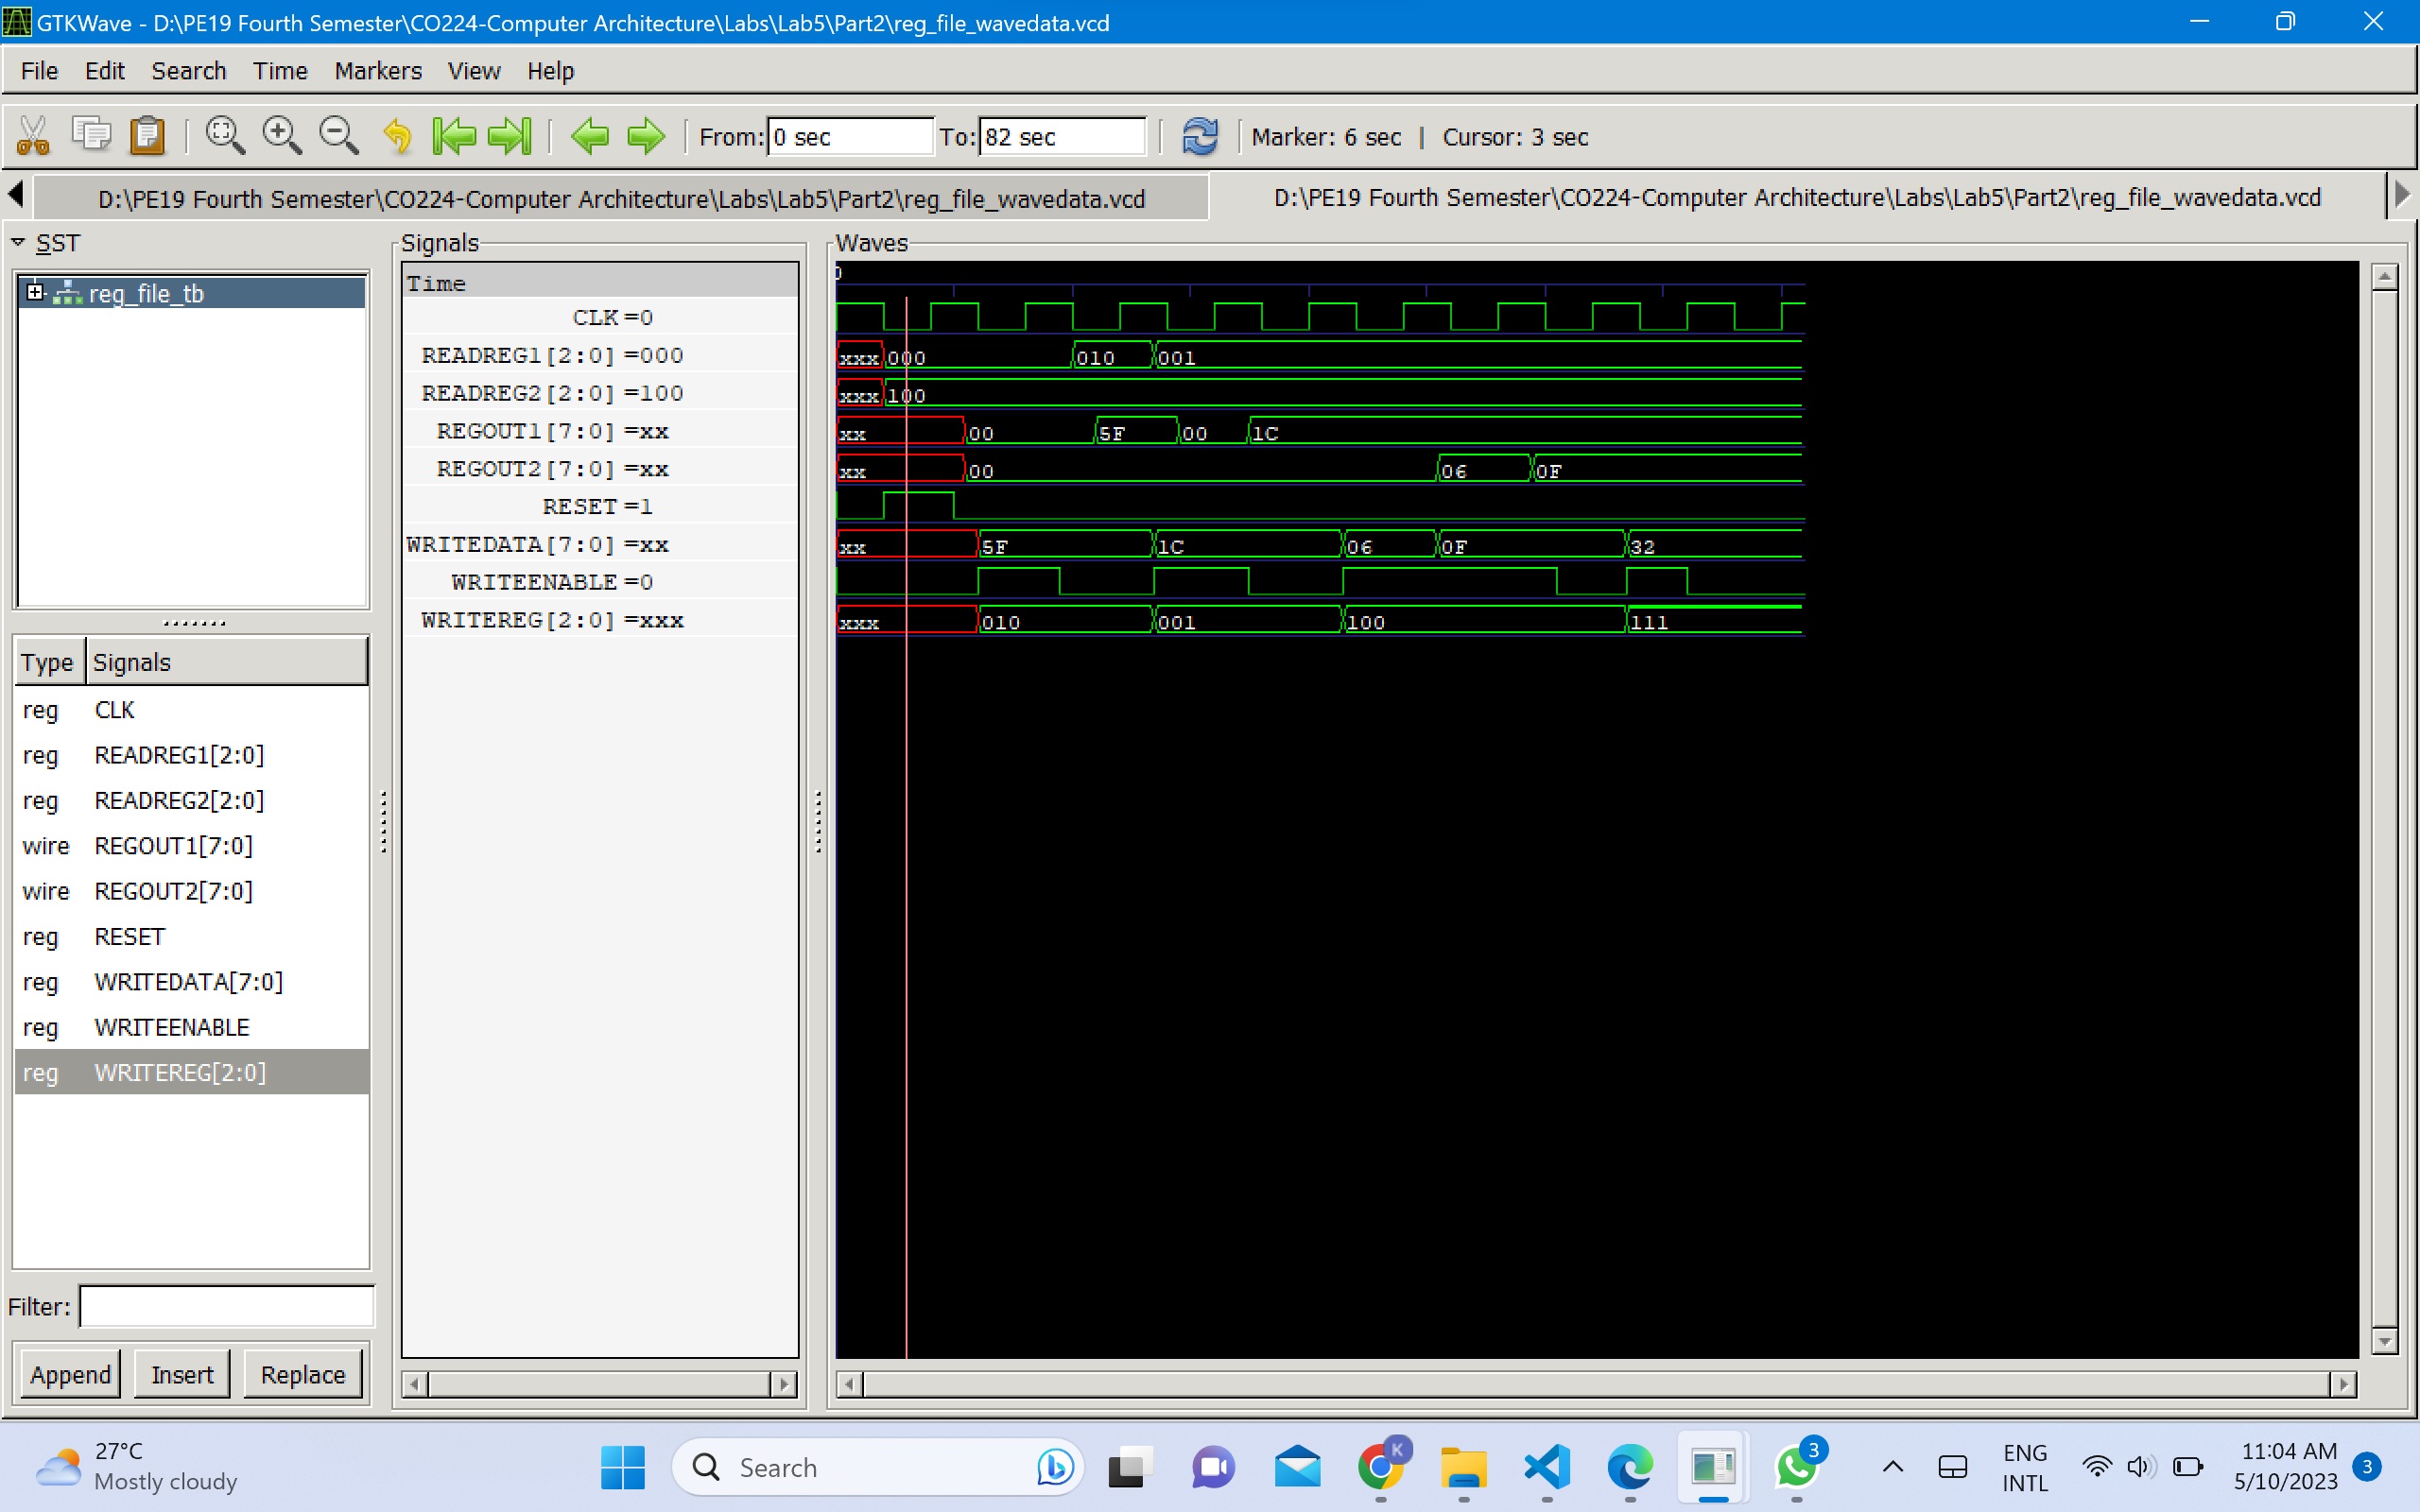 GTKWave - D:\PE19 Fourth Semester\CO224-Computer Architecture\Labs\Lab5\Part2\reg_file_wavedata.vcd
File Edit Search Time Markers View Help
From: 0 sec To: 82 sec Marker: 6 sec | Cursor: 3 sec
D:\PE19 Fourth Semester\CO224-Computer Architecture\Labs\Lab5\Part2\reg_file_wavedata.vcd D:\PE19 Fourth Semester\CO224-Computer Architecture\Labs\Lab5\Part2\reg_file_wavedata.vcd
SST
reg_file_tb
Type Signals
reg CLK
reg READREG1[2:0]
reg READREG2[2:0]
wire REGOUT1[7:0]
wire REGOUT2[7:0]
reg RESET
reg WRITEDATA[7:0]
reg WRITEENABLE
reg WRITEREG[2:0]
Filter:
Append Insert Replace
Signals
Time
CLK =0
READREG1[2:0] =000
READREG2[2:0] =100
REGOUT1[7:0] =xx
REGOUT2[7:0] =xx
RESET =1
WRITEDATA[7:0] =xx
WRITEENABLE =0
WRITEREG[2:0] =xxx
Waves
0
xxx 000 010 001
xxx 100
xx 00 5F 00 1C
xx 00 06 0F
xx 5F 1C 06 0F 32
xxx 010 001 100 111
27°C
Mostly cloudy
Search
K
3
ENG
INTL
11:04 AM
5/10/2023
3